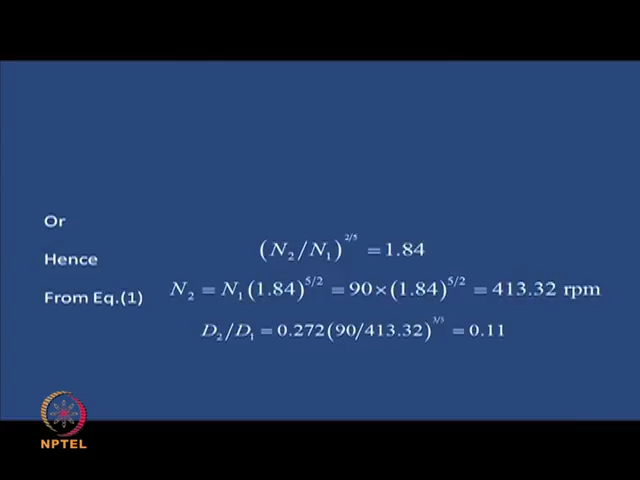 Or
(N₂/N₁)^{2/5} = 1.84
Hence
N₂ = N₁(1.84)^{5/2} = 90×(1.84)^{5/2} = 413.32 rpm
From Eq.(1)
D₂/D₁ = 0.272(90/413.32)^{3/5} = 0.11
NPTEL